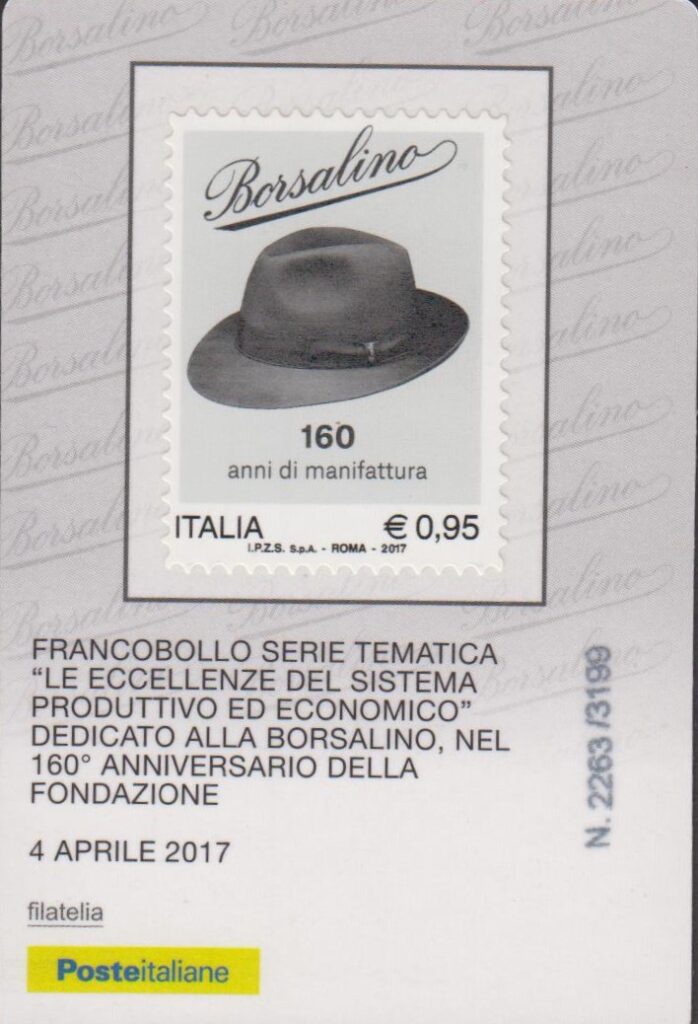 Borsalino
160
anni di manifattura
ITALIA € 0,95
I.P.Z.S. S.p.A. - ROMA - 2017
FRANCOBOLLO SERIE TEMATICA
“LE ECCELLENZE DEL SISTEMA
PRODUTTIVO ED ECONOMICO”
DEDICATO ALLA BORSALINO, NEL
160° ANNIVERSARIO DELLA
FONDAZIONE
4 APRILE 2017
filatelia
Posteitaliane
N. 2263 /3199